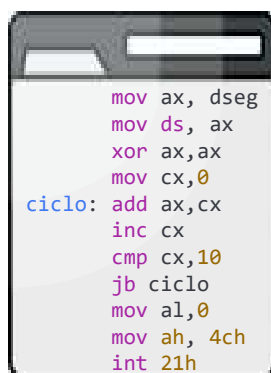 mov ax, dseg
mov ds, ax
xor ax,ax
mov cx,0
ciclo: add ax,cx
inc cx
cmp cx,10
jb ciclo
mov al,0
mov ah, 4ch
int 21h